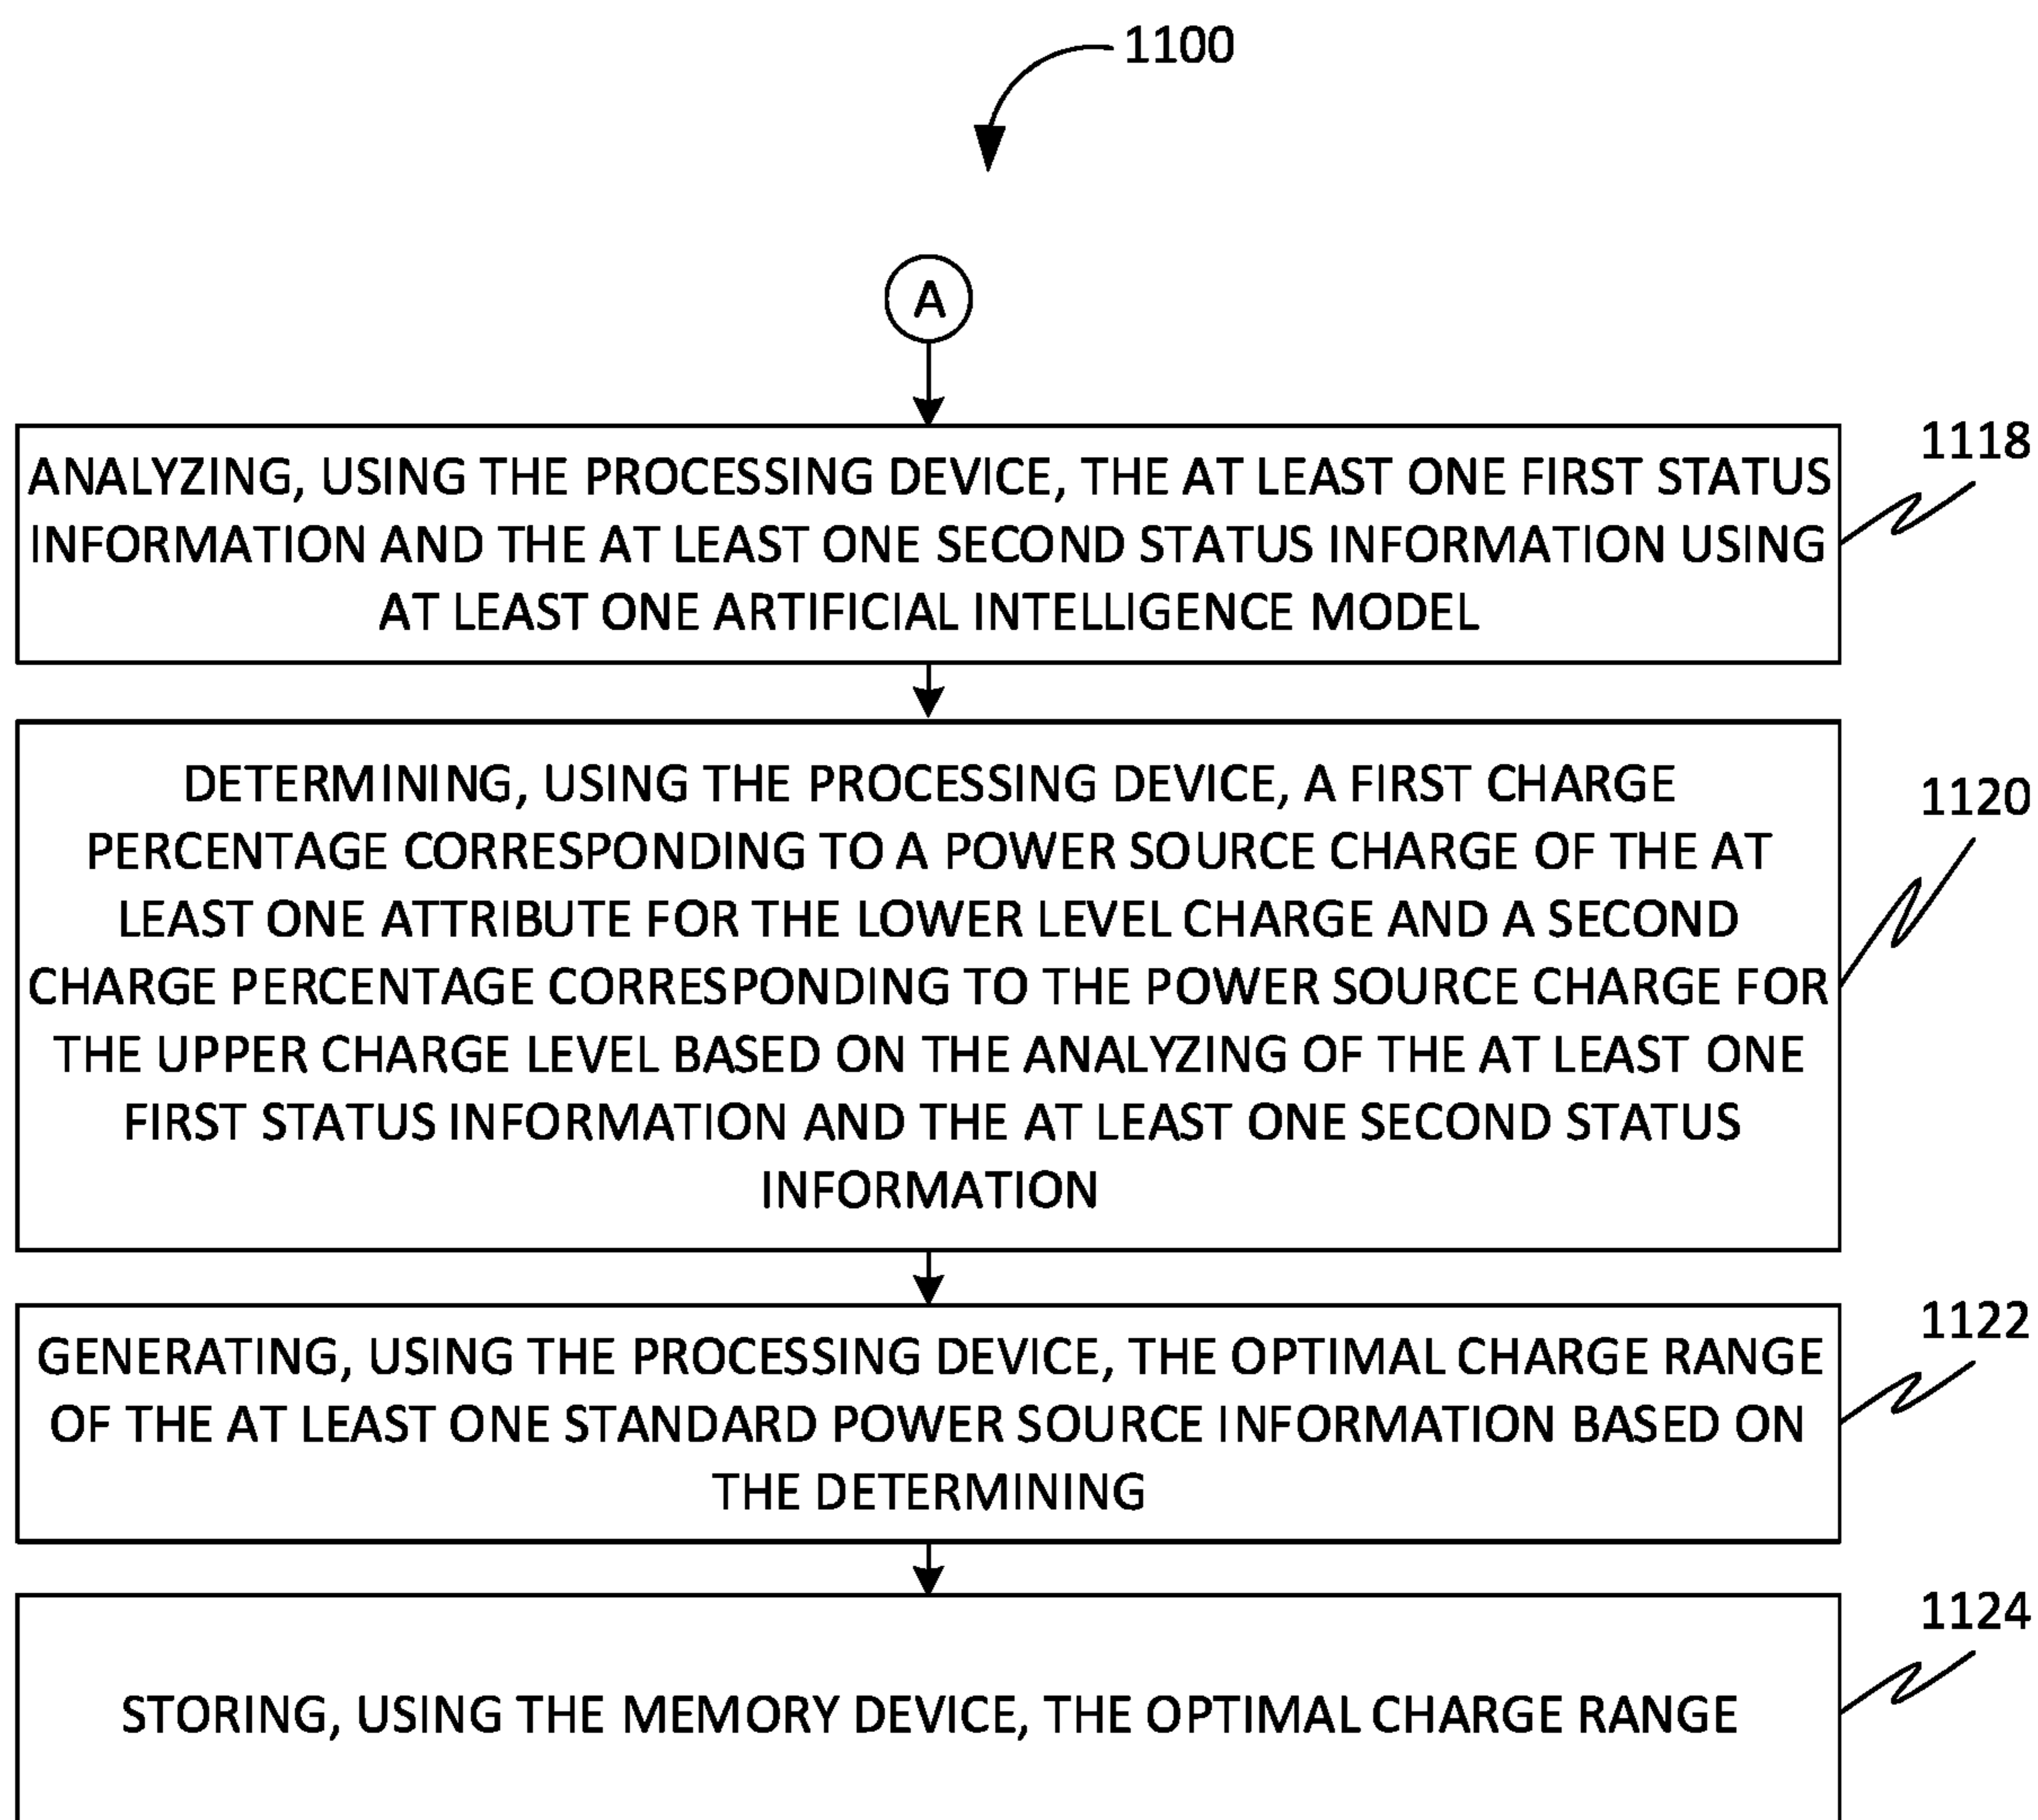 1100
A
ANALYZING, USING THE PROCESSING DEVICE, THE AT LEAST ONE FIRST STATUS
INFORMATION AND THE AT LEAST ONE SECOND STATUS INFORMATION USING
AT LEAST ONE ARTIFICIAL INTELLIGENCE MODEL
1118
DETERMINING, USING THE PROCESSING DEVICE, A FIRST CHARGE
PERCENTAGE CORRESPONDING TO A POWER SOURCE CHARGE OF THE AT
LEAST ONE ATTRIBUTE FOR THE LOWER LEVEL CHARGE AND A SECOND
CHARGE PERCENTAGE CORRESPONDING TO THE POWER SOURCE CHARGE FOR
THE UPPER CHARGE LEVEL BASED ON THE ANALYZING OF THE AT LEAST ONE
FIRST STATUS INFORMATION AND THE AT LEAST ONE SECOND STATUS
INFORMATION
1120
GENERATING, USING THE PROCESSING DEVICE, THE OPTIMAL CHARGE RANGE
OF THE AT LEAST ONE STANDARD POWER SOURCE INFORMATION BASED ON
THE DETERMINING
1122
STORING, USING THE MEMORY DEVICE, THE OPTIMAL CHARGE RANGE
1124